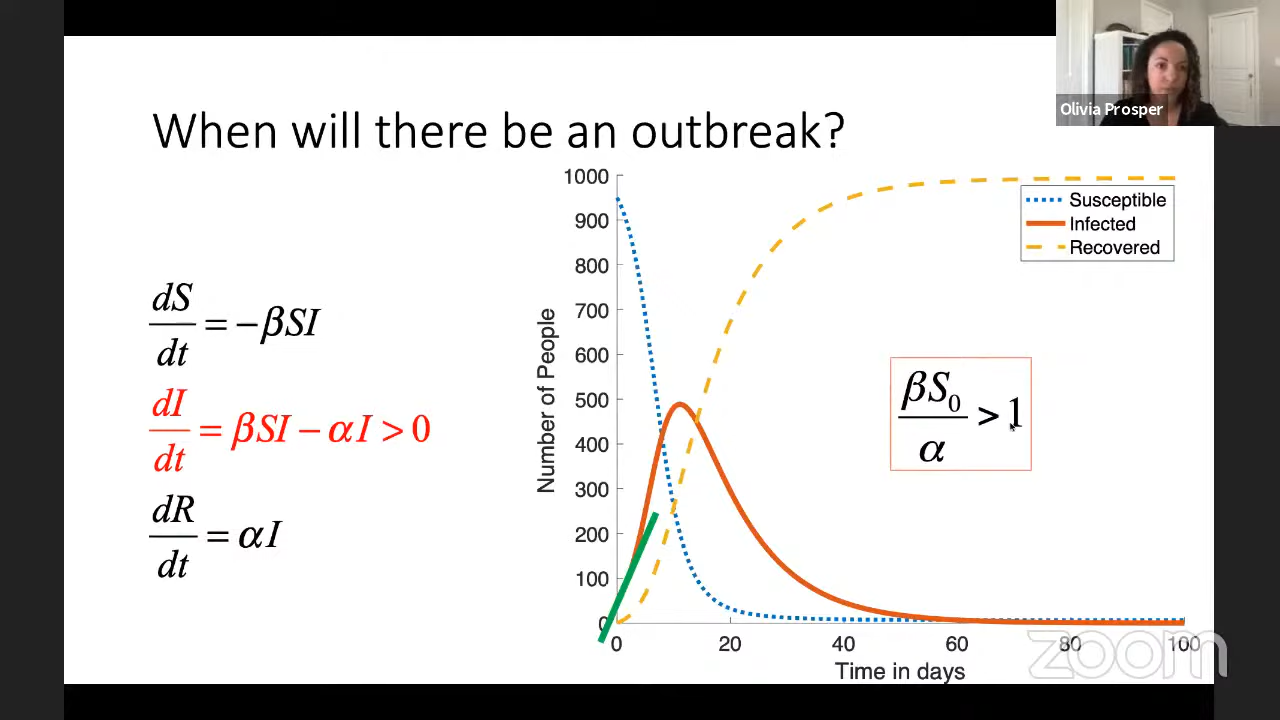 Olivia Prosper
When will there be an outbreak?
dS/dt = −βSI
dI/dt = βSI − αI > 0
dR/dt = αI
Number of People
1000
900
800
700
600
500
400
300
200
100
0
0 20 40 60 80 100
Time in days
Susceptible
Infected
Recovered
βS₀/α > 1
zoom